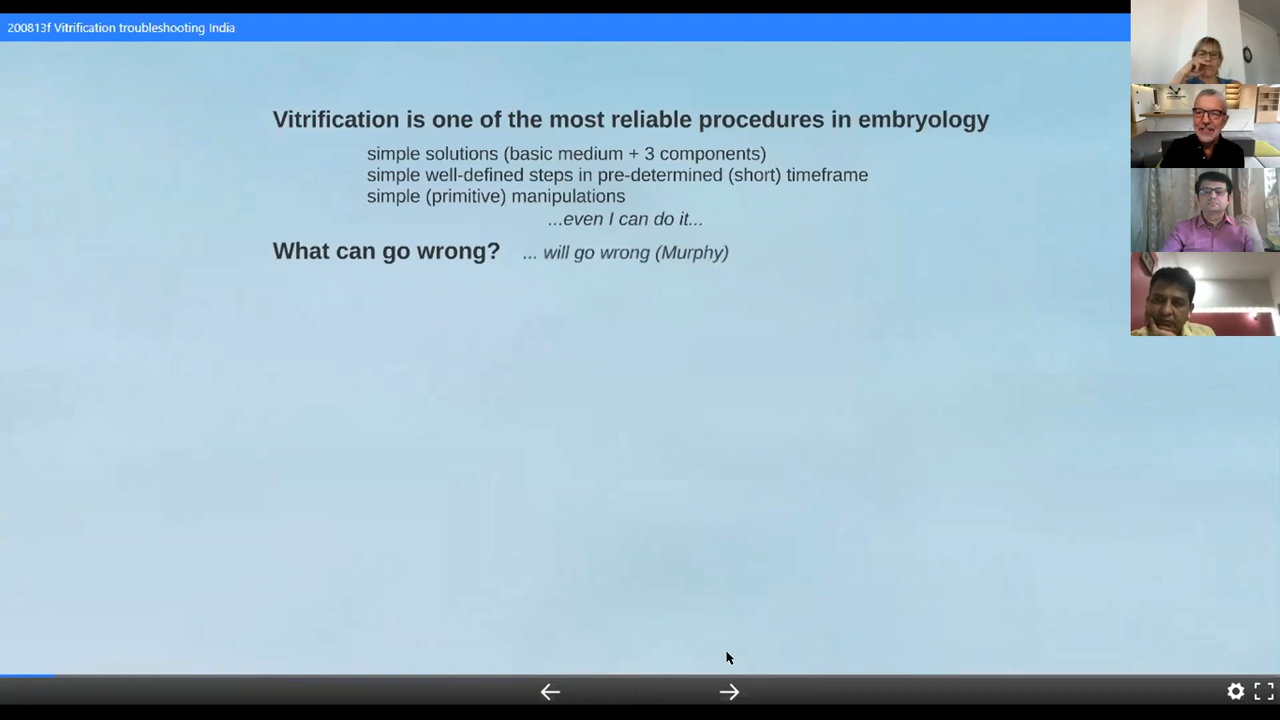 200813f Vitrification troubleshooting India
Vitrification is one of the most reliable procedures in embryology
simple solutions (basic medium + 3 components)
simple well-defined steps in pre-determined (short) timeframe
simple (primitive) manipulations
...even I can do it...
What can go wrong? ... will go wrong (Murphy)